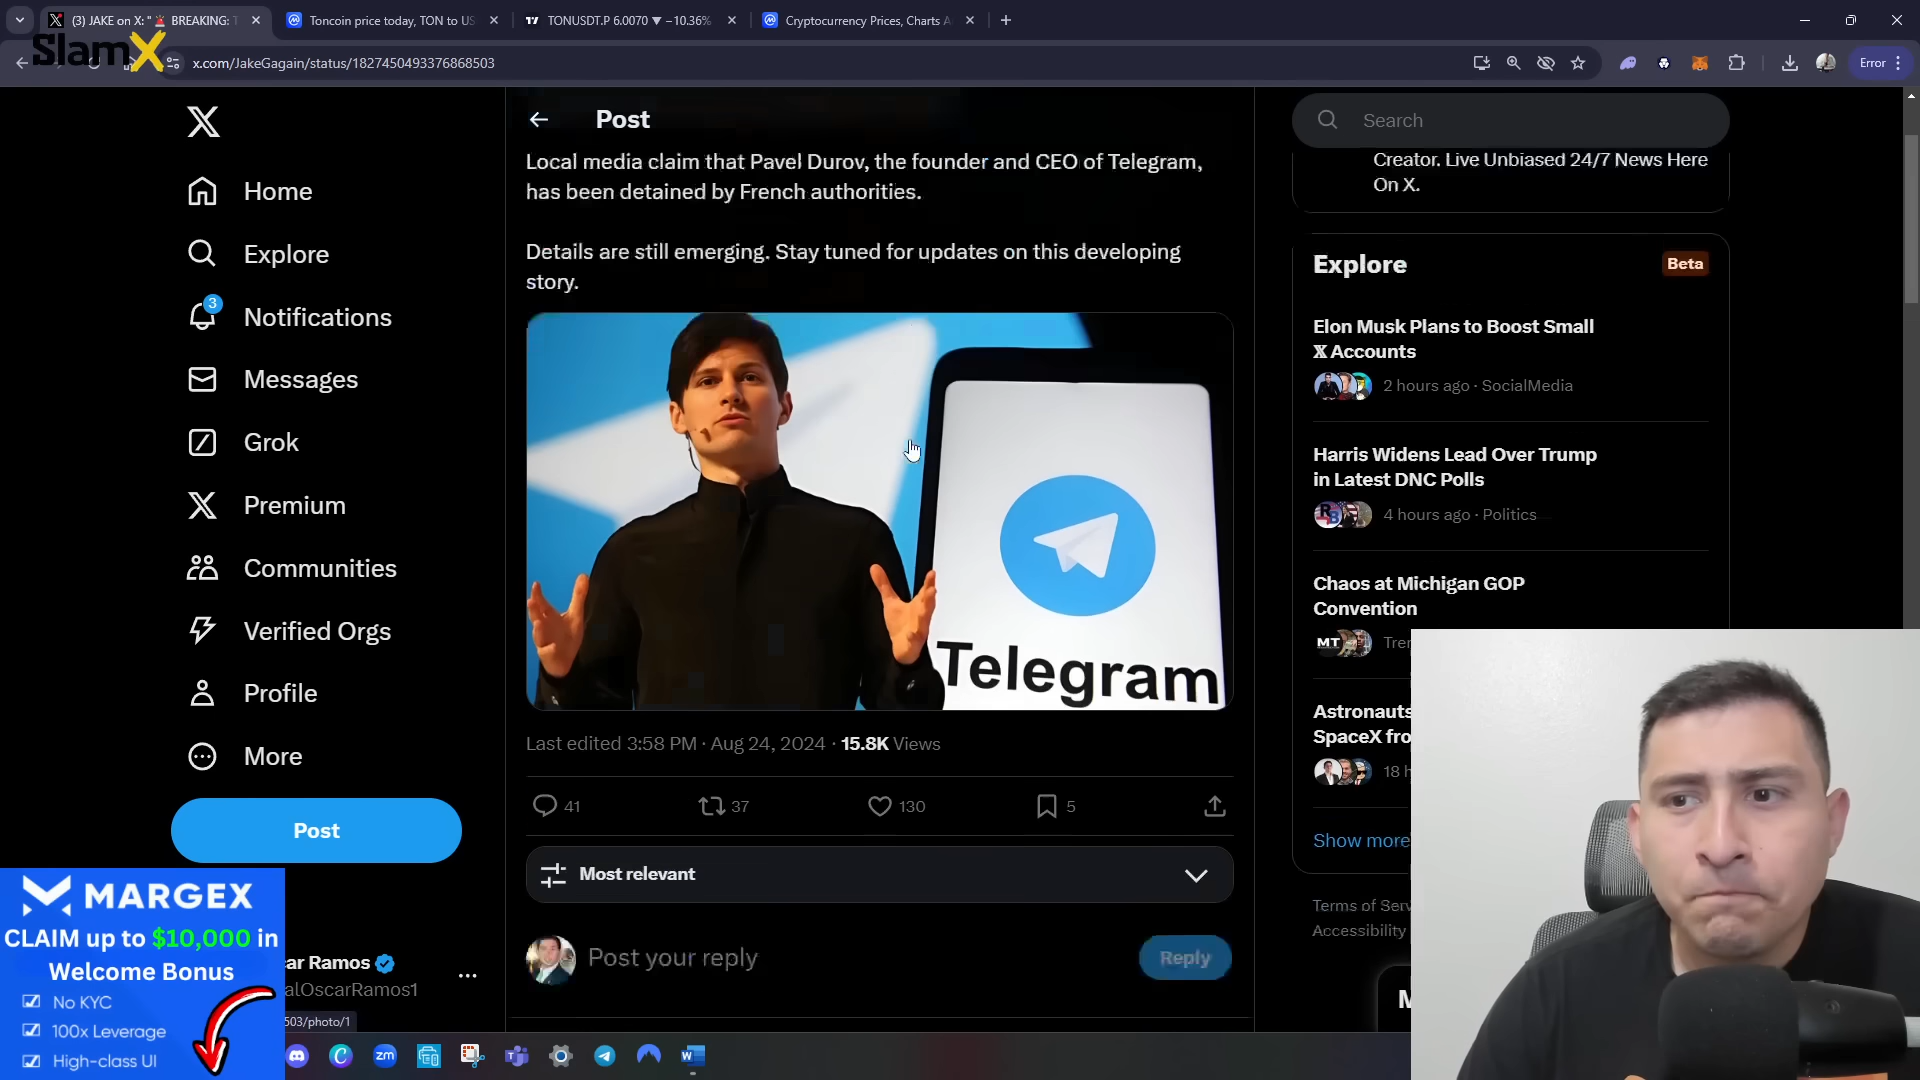 (3) JAKE on X: "🚨 BREAKING: T
Toncoin price today, TON to US
TONUSDT.P 6.0070 ▼ −10.36%
Cryptocurrency Prices, Charts A
SlamX
x.com/JakeGagain/status/1827450493376868503
Error
Post
Search
Home
Explore
Notifications
3
Messages
Grok
Premium
Communities
Verified Orgs
Profile
More
Post
Local media claim that Pavel Durov, the founder and CEO of Telegram,
has been detained by French authorities.
Details are still emerging. Stay tuned for updates on this developing
story.
Telegram
Last edited 3:58 PM · Aug 24, 2024 · 15.8K Views
41
37
130
5
Most relevant
Post your reply
Reply
Creator. Live Unbiased 24/7 News Here
On X.
Explore
Beta
Elon Musk Plans to Boost Small
X Accounts
2 hours ago · SocialMedia
Harris Widens Lead Over Trump
in Latest DNC Polls
4 hours ago · Politics
Chaos at Michigan GOP
Convention
MT
Tre
Astronauts
SpaceX fro
18 h
Show more
Terms of Ser
Accessibility
M
MARGEX
CLAIM up to $10,000 in
Welcome Bonus
No KYC
100x Leverage
High-class UI
car Ramos
alOscarRamos1
503/photo/1
zm